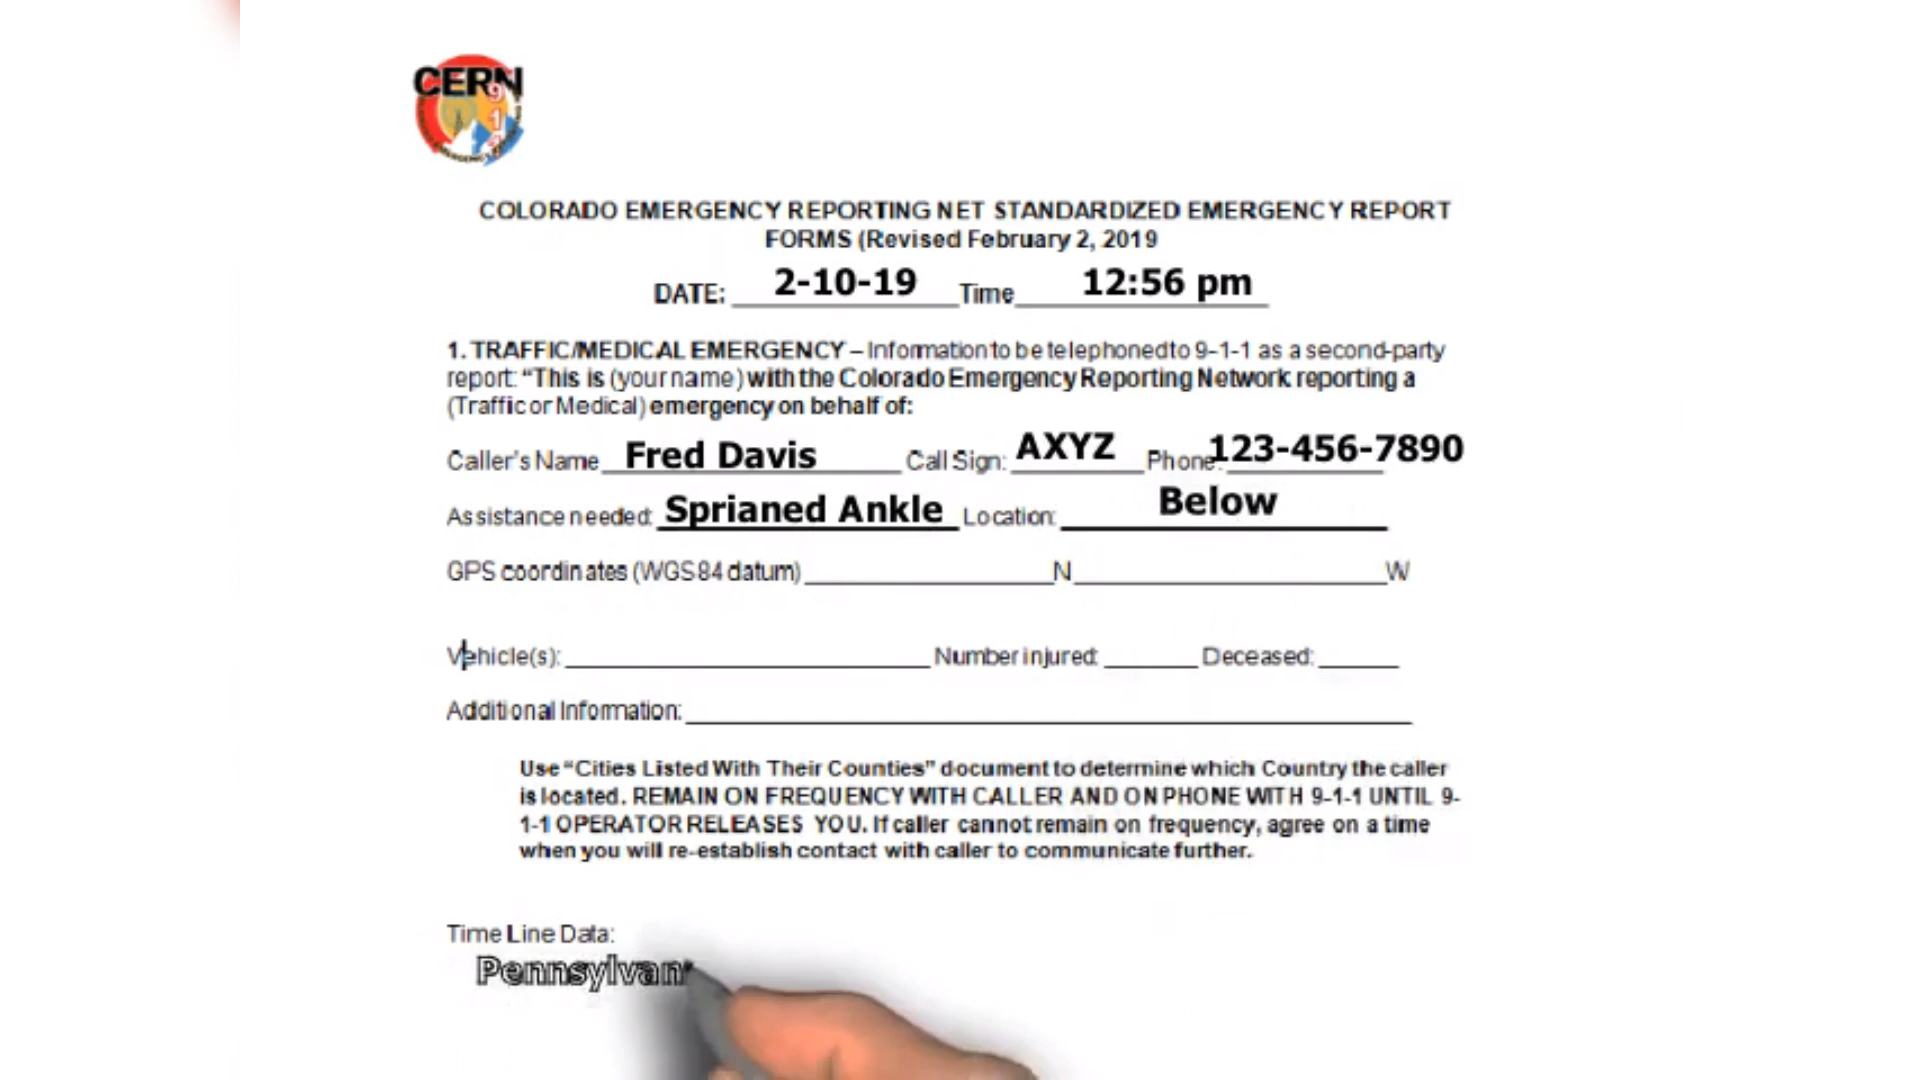 CERN
912
COLORADO EMERGENCY REPORTING NET STANDARDIZED EMERGENCY REPORT
FORMS (Revised February 2, 2019
DATE: 2-10-19 Time 12:56 pm
1. TRAFFIC/MEDICAL EMERGENCY – Information to be telephoned to 9-1-1 as a second-party
report: “This is (your name) with the Colorado Emergency Reporting Network reporting a
(Traffic or Medical) emergency on behalf of:
Caller's Name Fred Davis Call Sign: AXYZ Phone: 123-456-7890
Assistance needed: Sprianed Ankle Location: Below
GPS coordinates (WGS84 datum) N W
Vehicle(s): Number injured: Deceased:
Additional Information:
Use “Cities Listed With Their Counties” document to determine which Country the caller
is located. REMAIN ON FREQUENCY WITH CALLER AND ON PHONE WITH 9-1-1 UNTIL 9-
1-1 OPERATOR RELEASES YOU. If caller cannot remain on frequency, agree on a time
when you will re-establish contact with caller to communicate further.
Time Line Data:
Pennsylvan